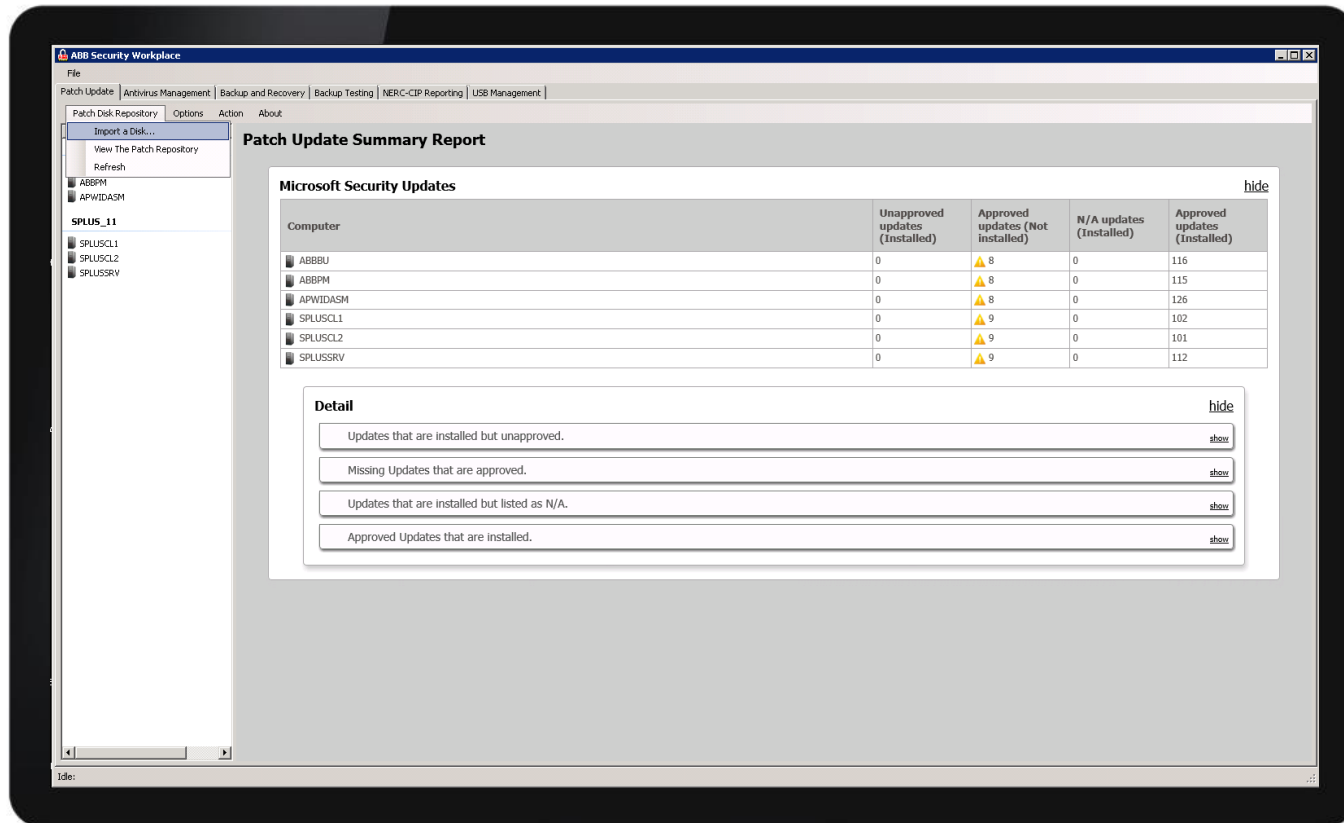 ABB Security Workplace
File
Patch Update Antivirus Management Backup and Recovery Backup Testing NERC-CIP Reporting USB Management
Patch Disk Repository Options Action About
Import a Disk...
View The Patch Repository
Refresh
ABBPM
APWIDASM
SPLUS_11
SPLUSCL1
SPLUSCL2
SPLUSSRV
Patch Update Summary Report
Microsoft Security Updates hide
Computer Unapproved updates (Installed) Approved updates (Not installed) N/A updates (Installed) Approved updates (Installed)
ABBBU 0 8 0 116
ABBPM 0 8 0 115
APWIDASM 0 8 0 126
SPLUSCL1 0 9 0 102
SPLUSCL2 0 9 0 101
SPLUSSRV 0 9 0 112
Detail hide
Updates that are installed but unapproved. show
Missing Updates that are approved. show
Updates that are installed but listed as N/A. show
Approved Updates that are installed. show
Idle: